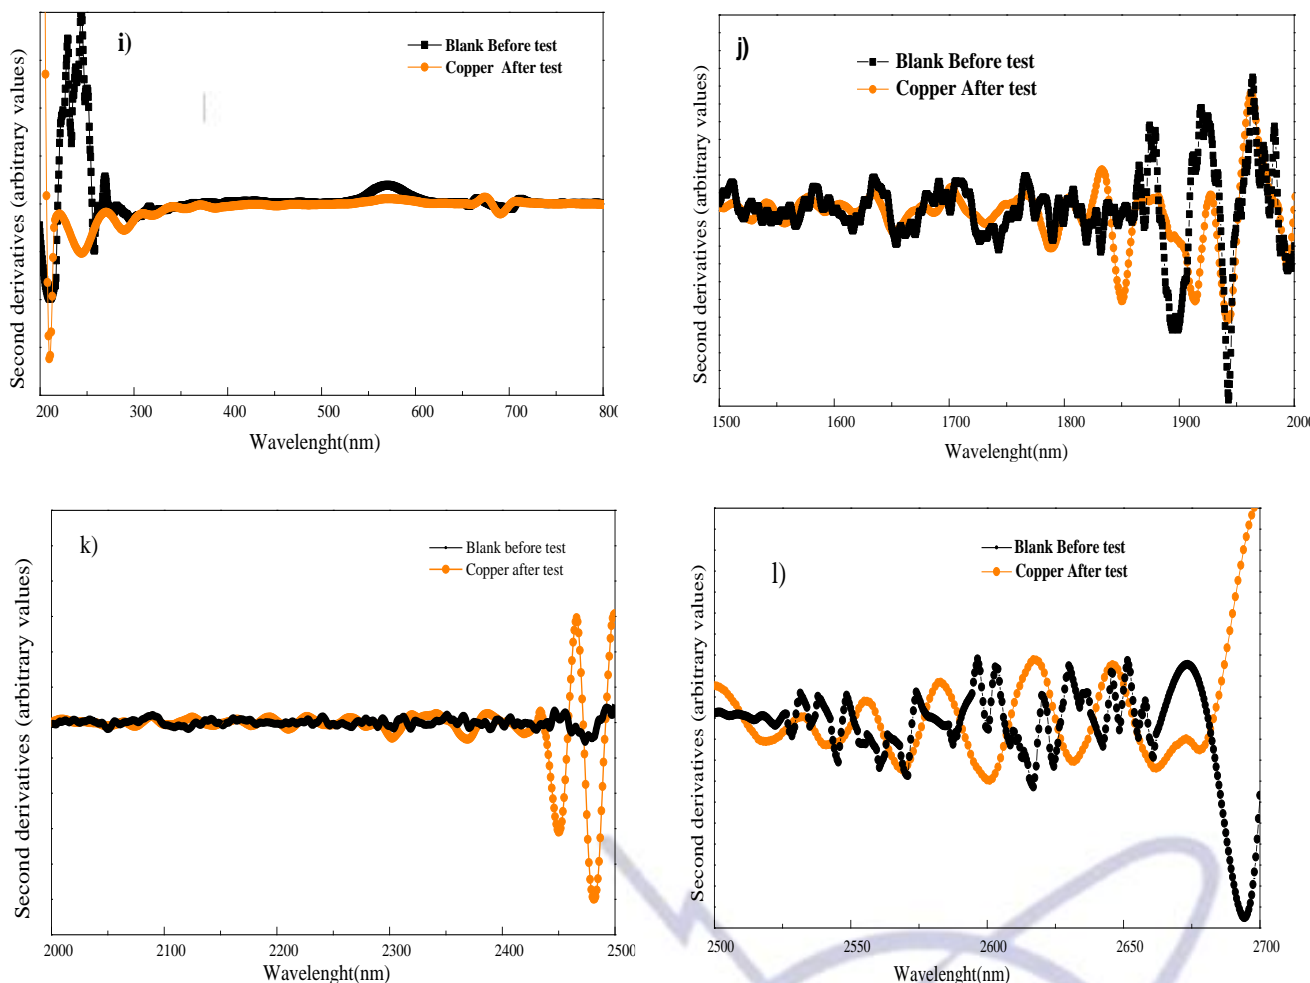 i)
Blank Before test
Copper After test
Second derivatives (arbitrary values)
200 300 400 500 600 700 800
Wavelenght(nm)
j)
Blank Before test
Copper After test
Second derivatives (arbitrary values)
1500 1600 1700 1800 1900 2000
Wavelenght(nm)
k)
Blank before test
Copper after test
Second derivatives (arbitrary values)
2000 2100 2200 2300 2400 2500
Wavelenght(nm)
l)
Blank Before test
Copper After test
Second derivatives (arbitrary values)
2500 2550 2600 2650 2700
Wavelenght(nm)